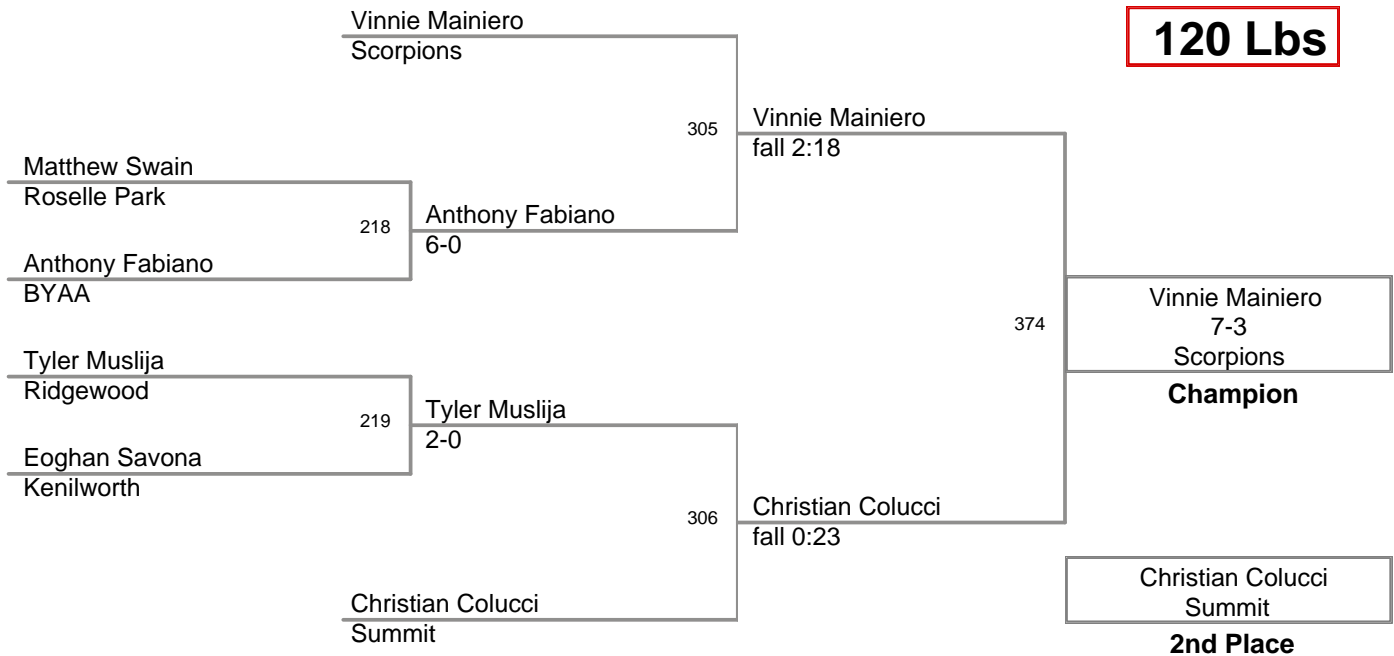 Vinnie Mainiero
Scorpions
120 Lbs
305
Vinnie Mainiero
fall 2:18
Matthew Swain
Roselle Park
218
Anthony Fabiano
6-0
Anthony Fabiano
BYAA
374
Vinnie Mainiero
7-3
Scorpions
Champion
Tyler Muslija
Ridgewood
219
Tyler Muslija
2-0
Eoghan Savona
Kenilworth
306
Christian Colucci
fall 0:23
Christian Colucci
Summit
Christian Colucci
Summit
2nd Place